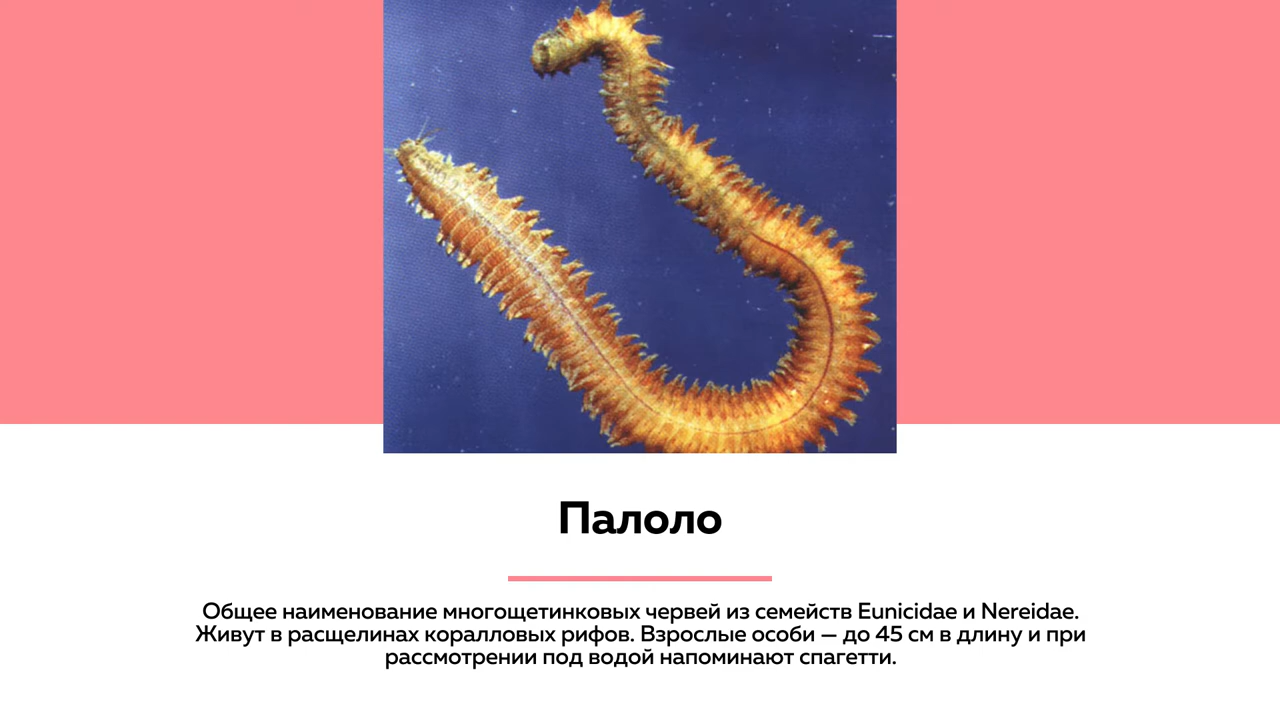 Палоло
Общее наименование многощетинковых червей из семейств Eunicidae и Nereidae.
Живут в расщелинах коралловых рифов. Взрослые особи — до 45 см в длину и при
рассмотрении под водой напоминают спагетти.